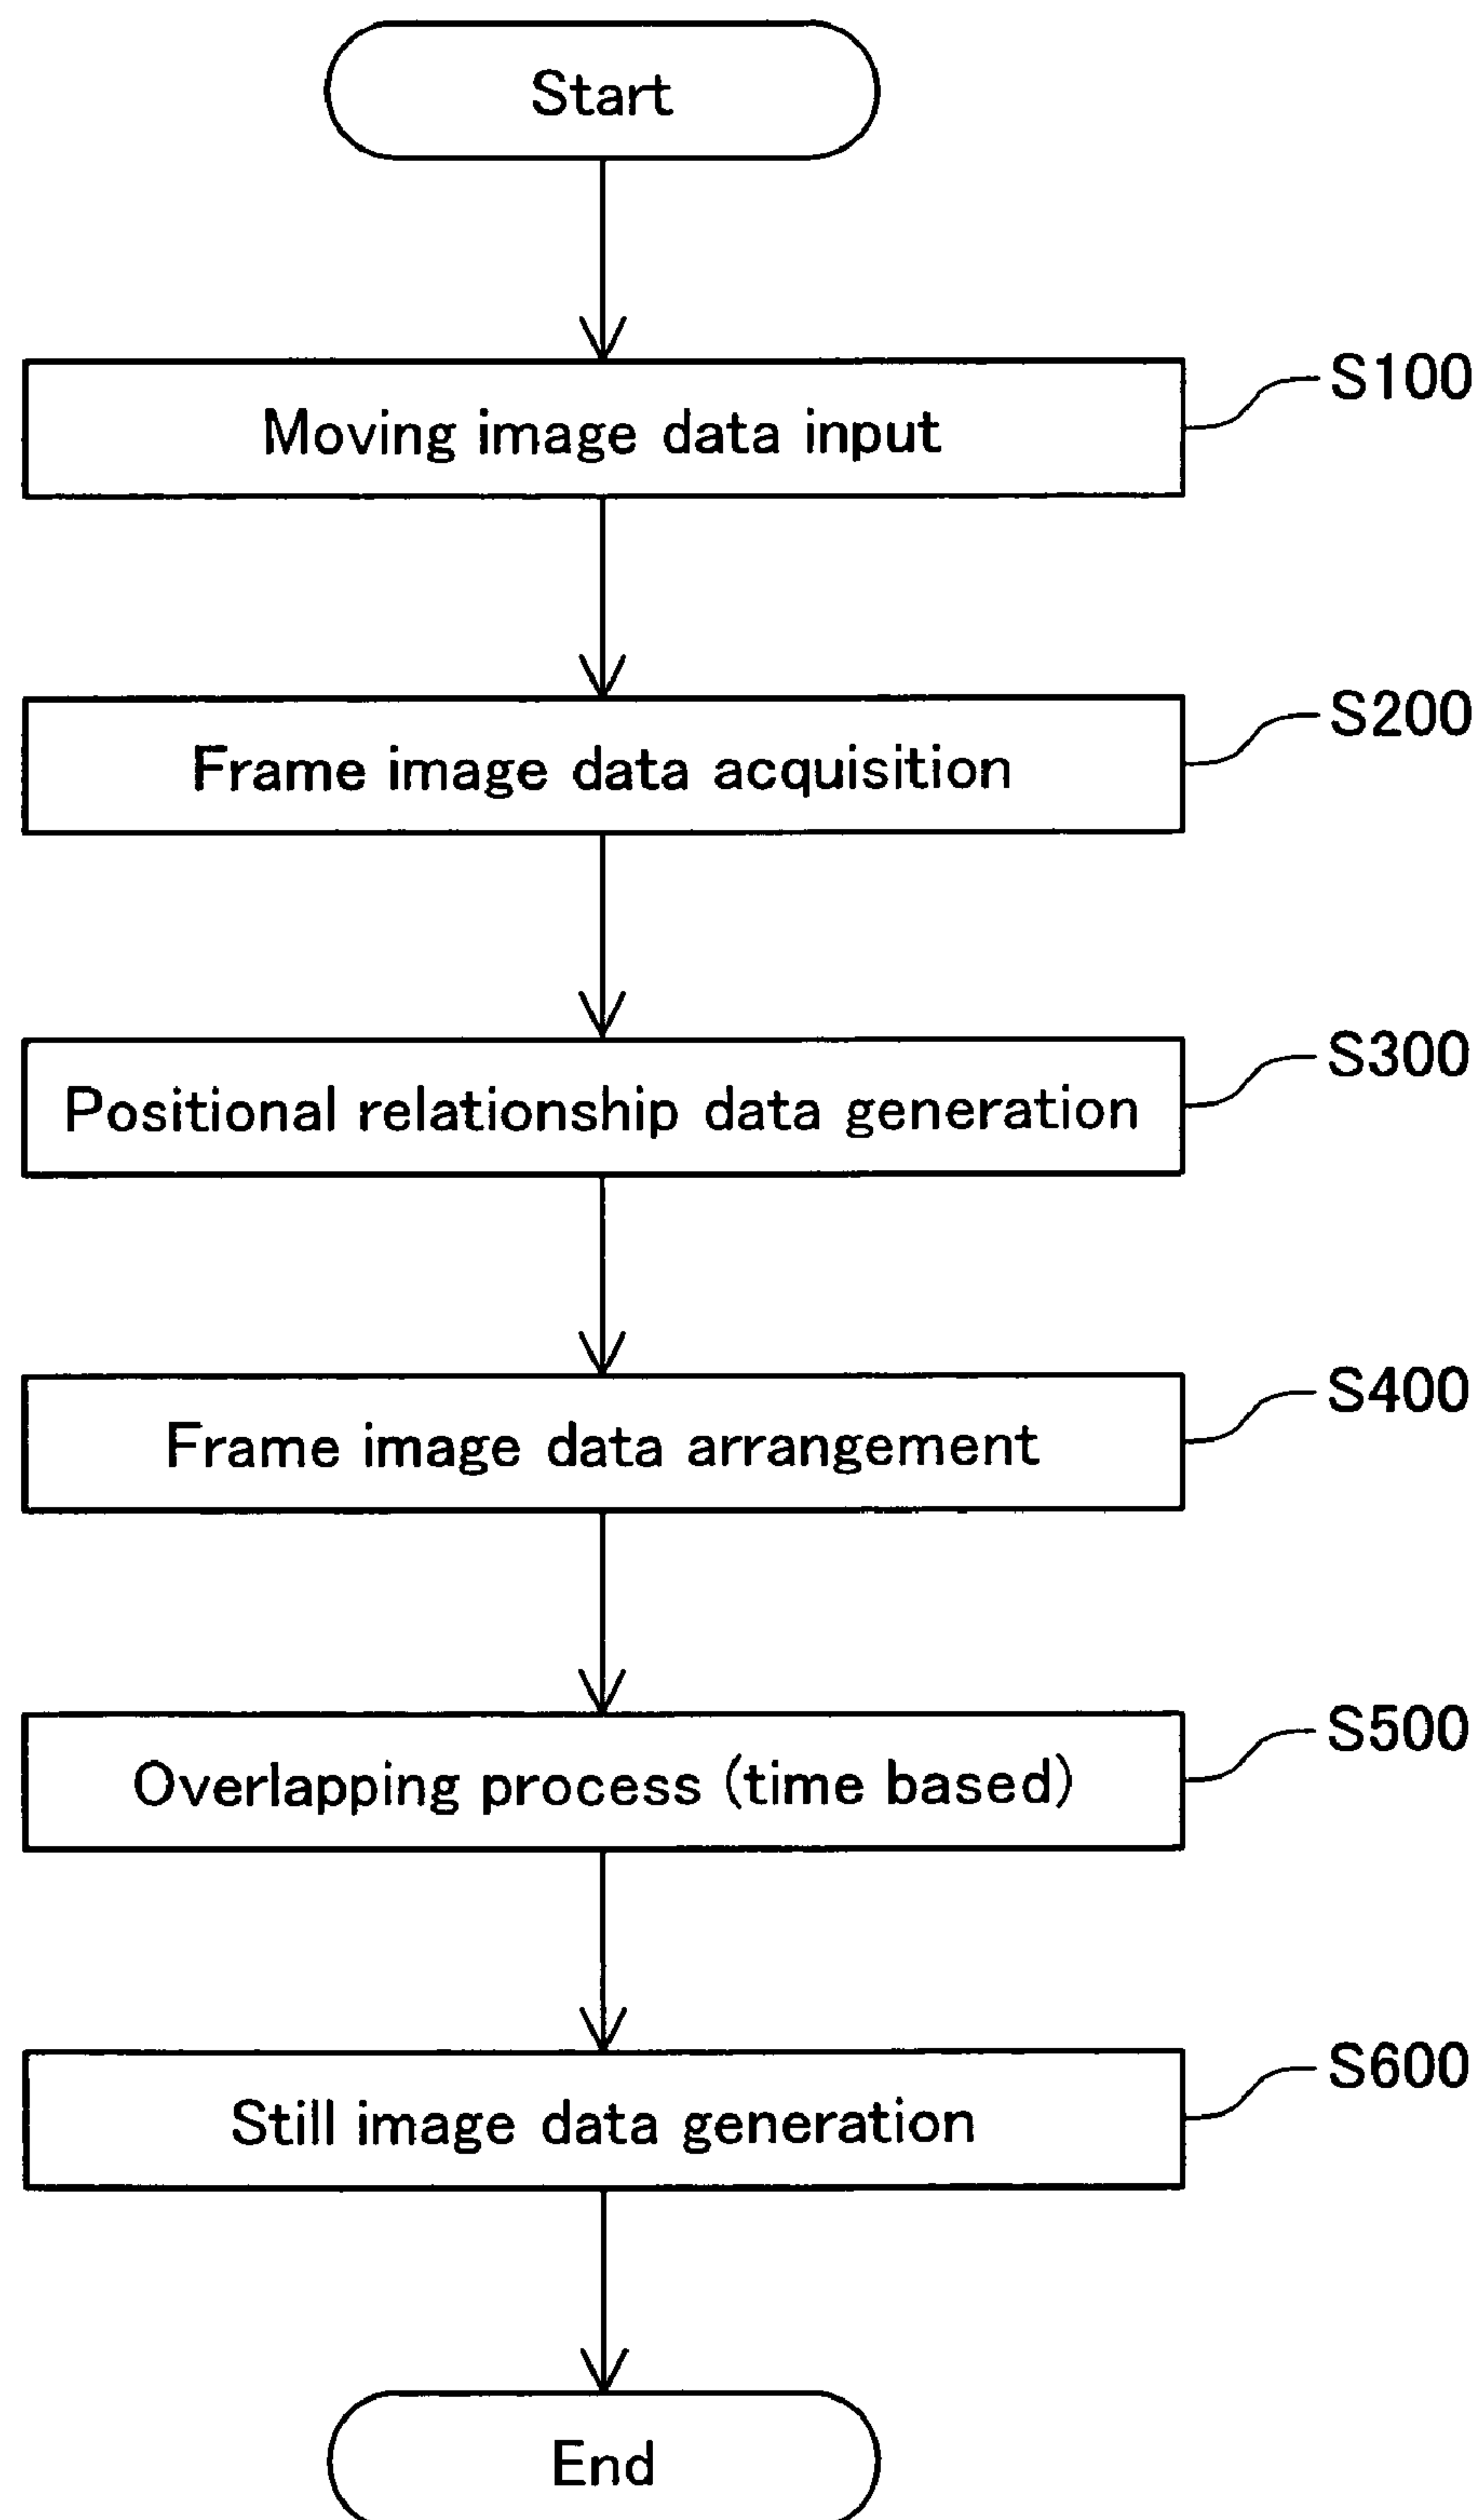 Start
Moving image data input
S100
Frame image data acquisition
S200
Positional relationship data generation
S300
Frame image data arrangement
S400
Overlapping process (time based)
S500
Still image data generation
S600
End